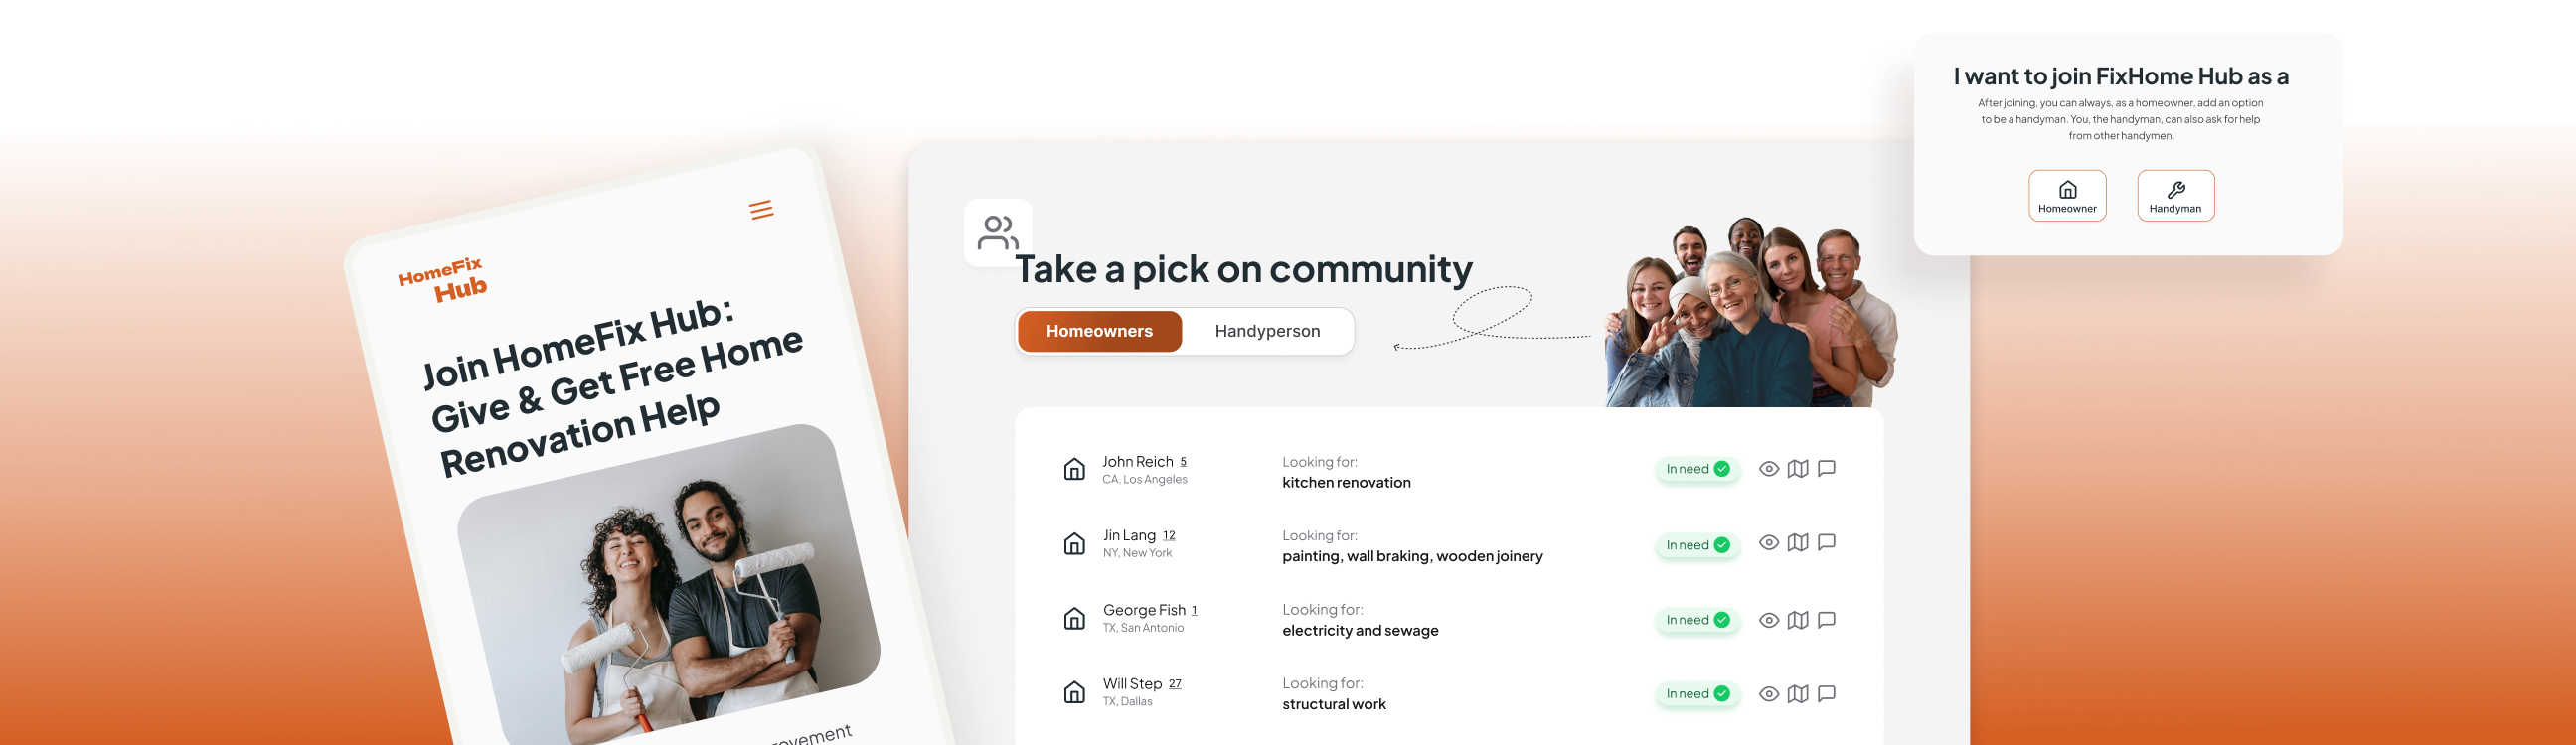 HomeFix
Hub
Join HomeFix Hub:
Give & Get Free Home
Renovation Help
Take a pick on community
Homeowners
Handyperson
John Reich 5
CA, Los Angeles
Looking for:
kitchen renovation
In need
Jin Lang 12
NY, New York
Looking for:
painting, wall braking, wooden joinery
In need
George Fish 1
TX, San Antonio
Looking for:
electricity and sewage
In need
Will Step 27
TX, Dallas
Looking for:
structural work
In need
I want to join FixHome Hub as a
After joining, you can always, as a homeowner, add an option
to be a handyman. You, the handyman, can also ask for help
from other handymen.
Homeowner
Handyman